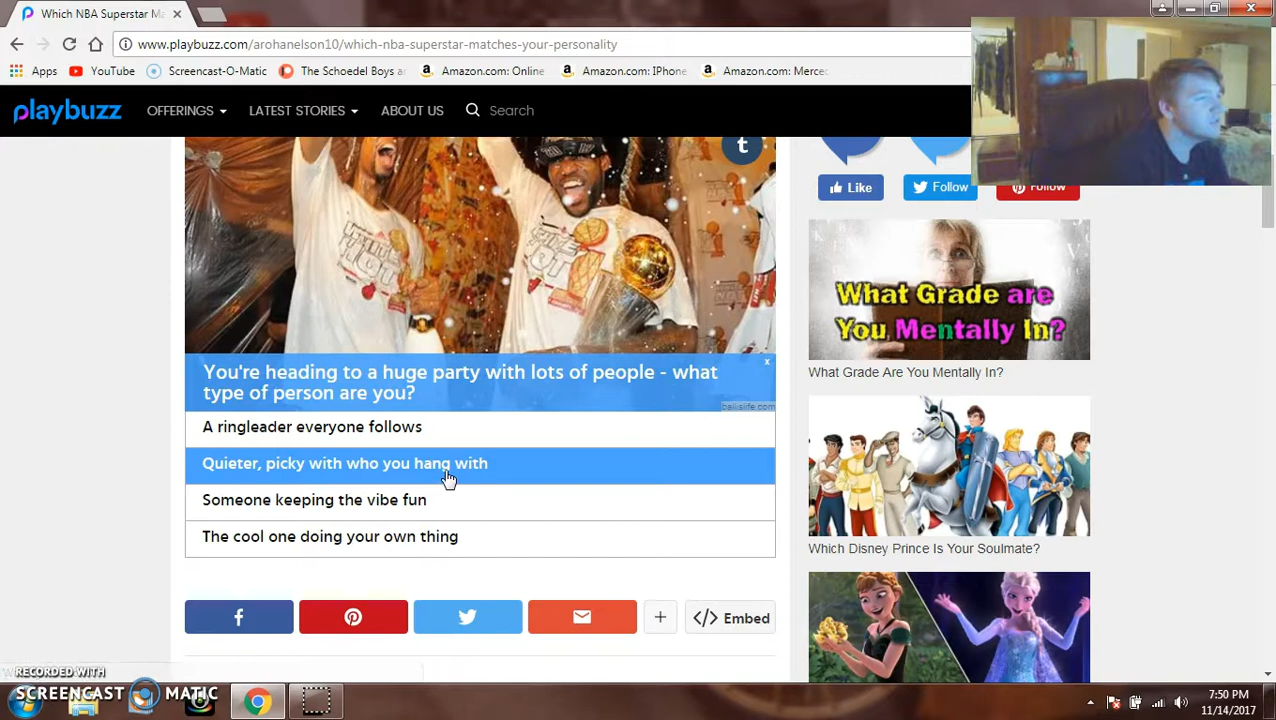 Which NBA Superstar Ma
www.playbuzz.com/arohanelson10/which-nba-superstar-matches-your-personality
Apps YouTube Screencast-O-Matic The Schoedel Boys ar Amazon.com: Online Amazon.com: IPhone Amazon.com: Merce
playbuzz OFFERINGS LATEST STORIES ABOUT US Search
t
Like Follow Follow
What Grade are
You Mentally In?
What Grade Are You Mentally In?
You're heading to a huge party with lots of people - what
type of person are you?
ballislife.com
x
A ringleader everyone follows
Quieter, picky with who you hang with
Someone keeping the vibe fun
The cool one doing your own thing
Which Disney Prince Is Your Soulmate?
f + </> Embed
RECORDED WITH
SCREENCAST MATIC
7:50 PM
11/14/2017